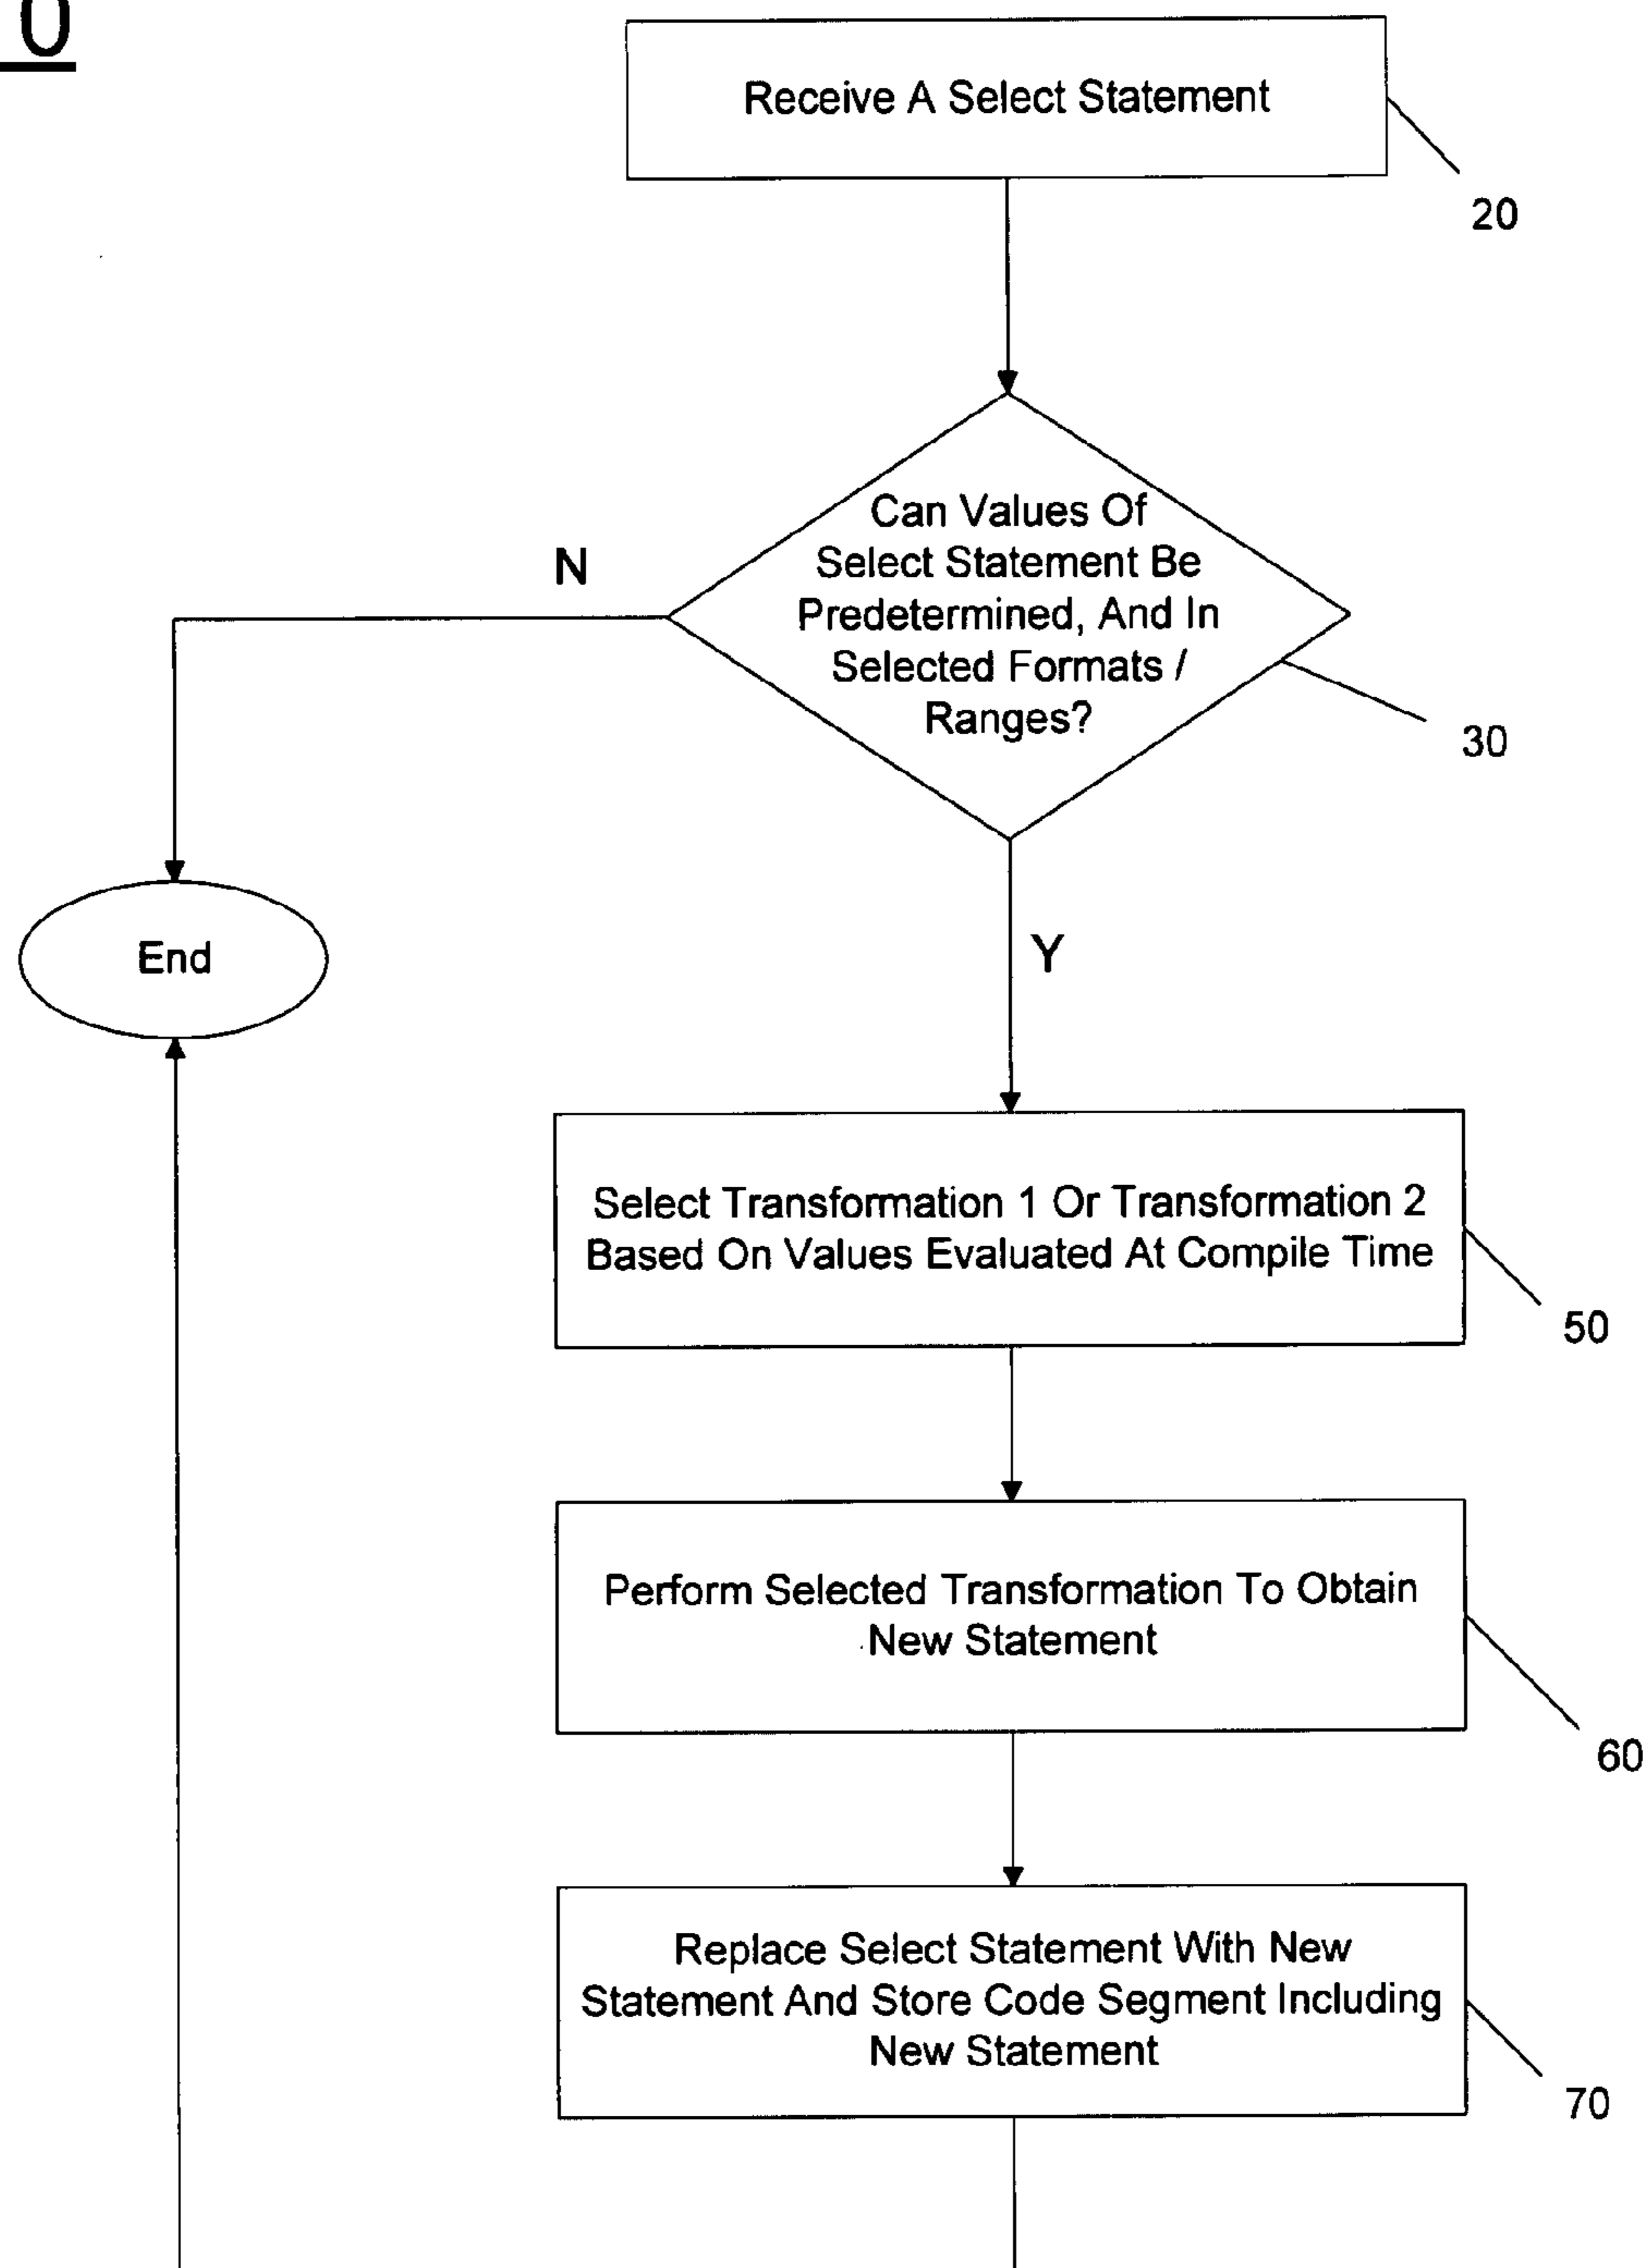 0
Receive A Select Statement
20
Can Values Of
Select Statement Be
Predetermined, And In
Selected Formats /
Ranges?
N
30
End
Y
Select Transformation 1 Or Transformation 2
Based On Values Evaluated At Compile Time
50
Perform Selected Transformation To Obtain
New Statement
60
Replace Select Statement With New
Statement And Store Code Segment Including
New Statement
70